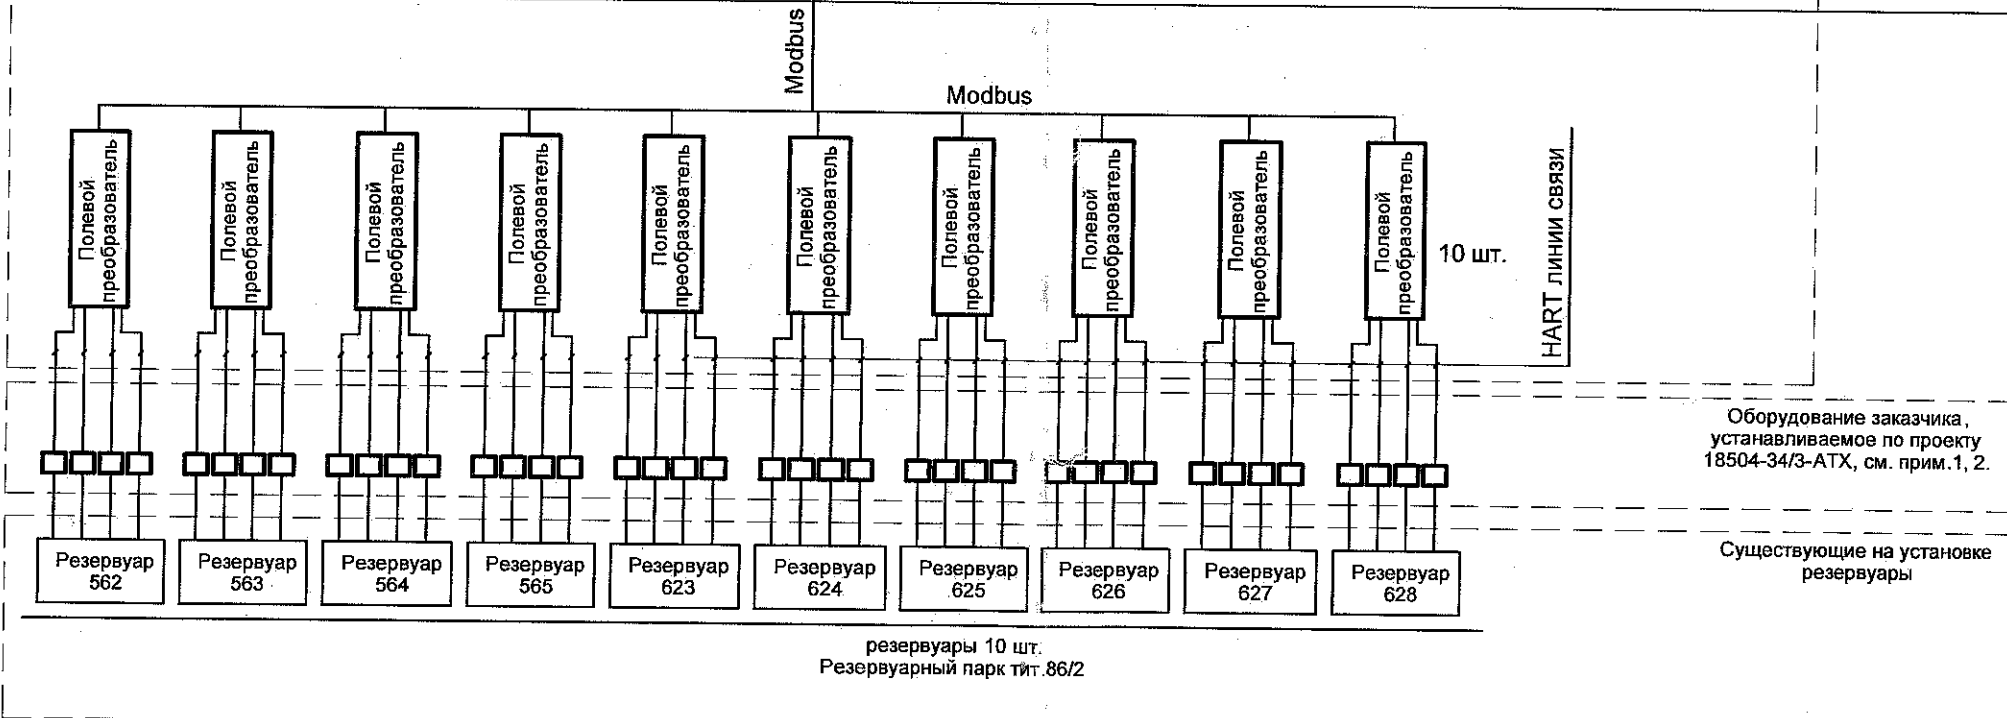 Modbus
Modbus
Полевой
преобразователь
Полевой
преобразователь
Полевой
преобразователь
Полевой
преобразователь
Полевой
преобразователь
Полевой
преобразователь
Полевой
преобразователь
Полевой
преобразователь
Полевой
преобразователь
Полевой
преобразователь
10 шт.
HART линии связи
Оборудование заказчика,
устанавливаемое по проекту
18504-34/3-АТХ, см. прим.1, 2.
Резервуар
562
Резервуар
563
Резервуар
564
Резервуар
565
Резервуар
623
Резервуар
624
Резервуар
625
Резервуар
626
Резервуар
627
Резервуар
628
Существующие на установке
резервуары
резервуары 10 шт.
Резервуарный парк тит.86/2